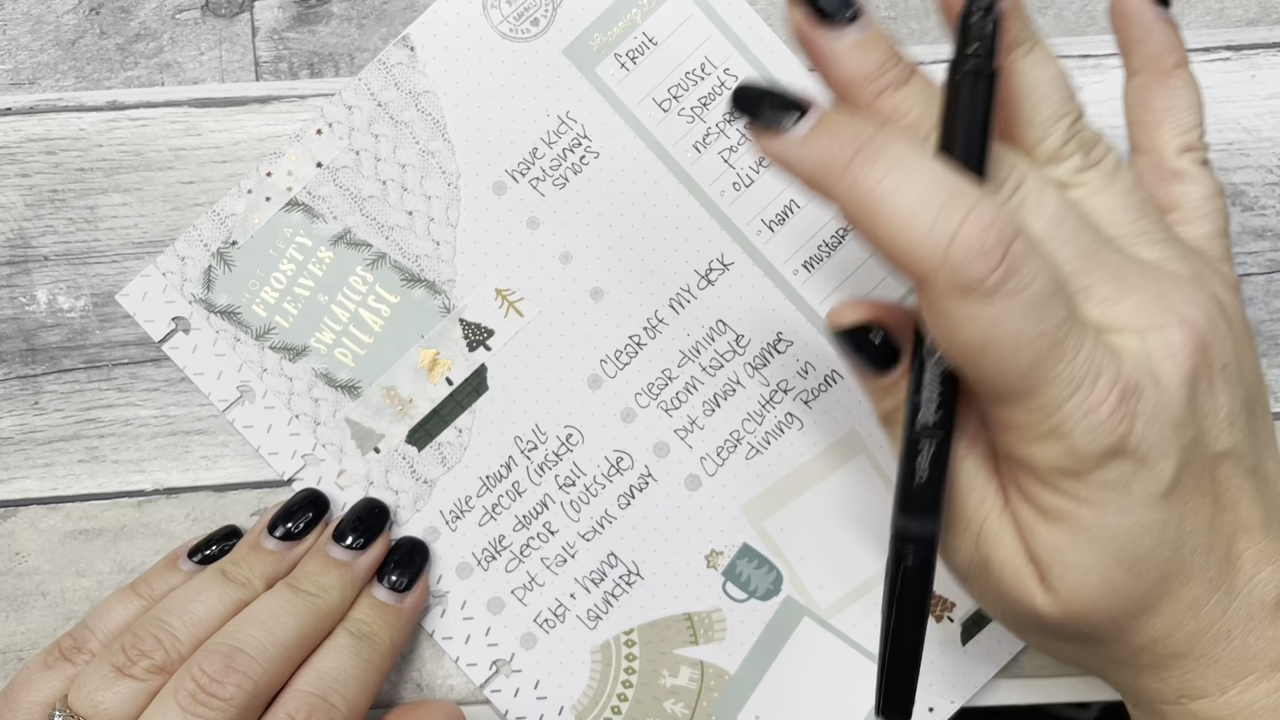 HOT TEA
FROSTY
LEAVES
&
SWEATERS
PLEASE
have kids
put away
shoes
Clear off my desk
Clear dining
Room table
put away games
Clear clutter in
dining Room
take down fall
decor (inside)
take down fall
decor (outside)
put fall bins away
Fold + hang
laundry
fruit
brussel
sprouts
olive
ham